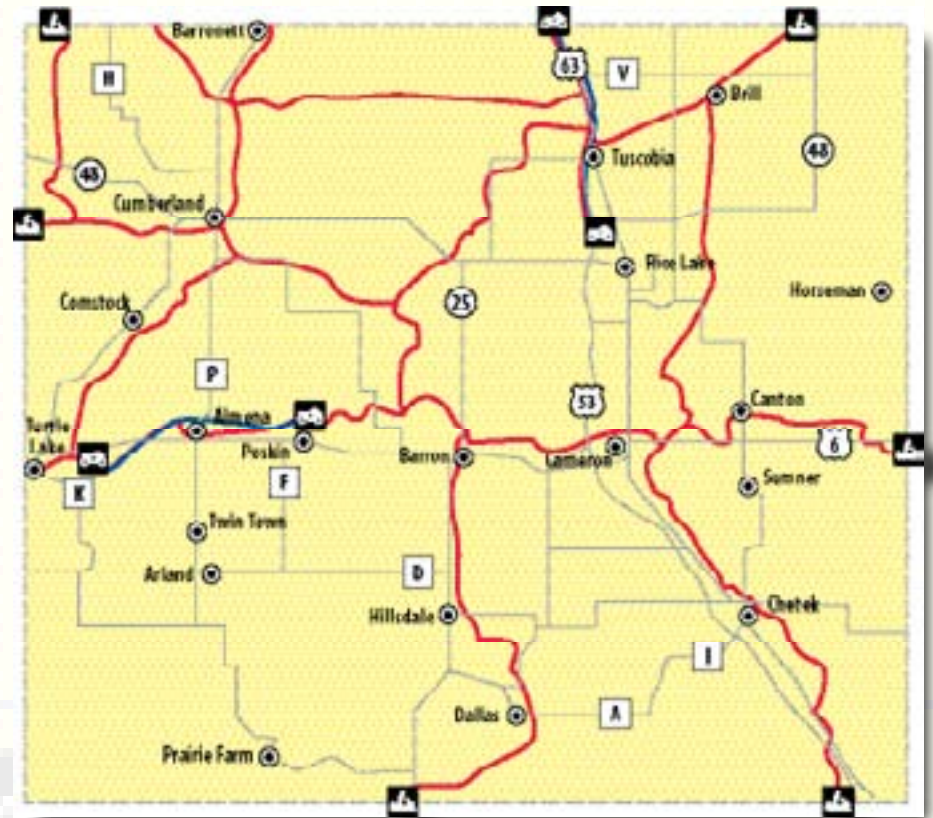 Barronett
H
63
V
Brill
48
Tuscobia
48
Cumberland
Rice Lake
Horseman
25
Comstock
P
53
Canton
Almena
Turtle
Lake
Poskin
Barron
Cameron
6
K
F
Sumner
Twin Town
Arland
D
Hillsdale
Chetek
I
Dallas
A
Prairie Farm